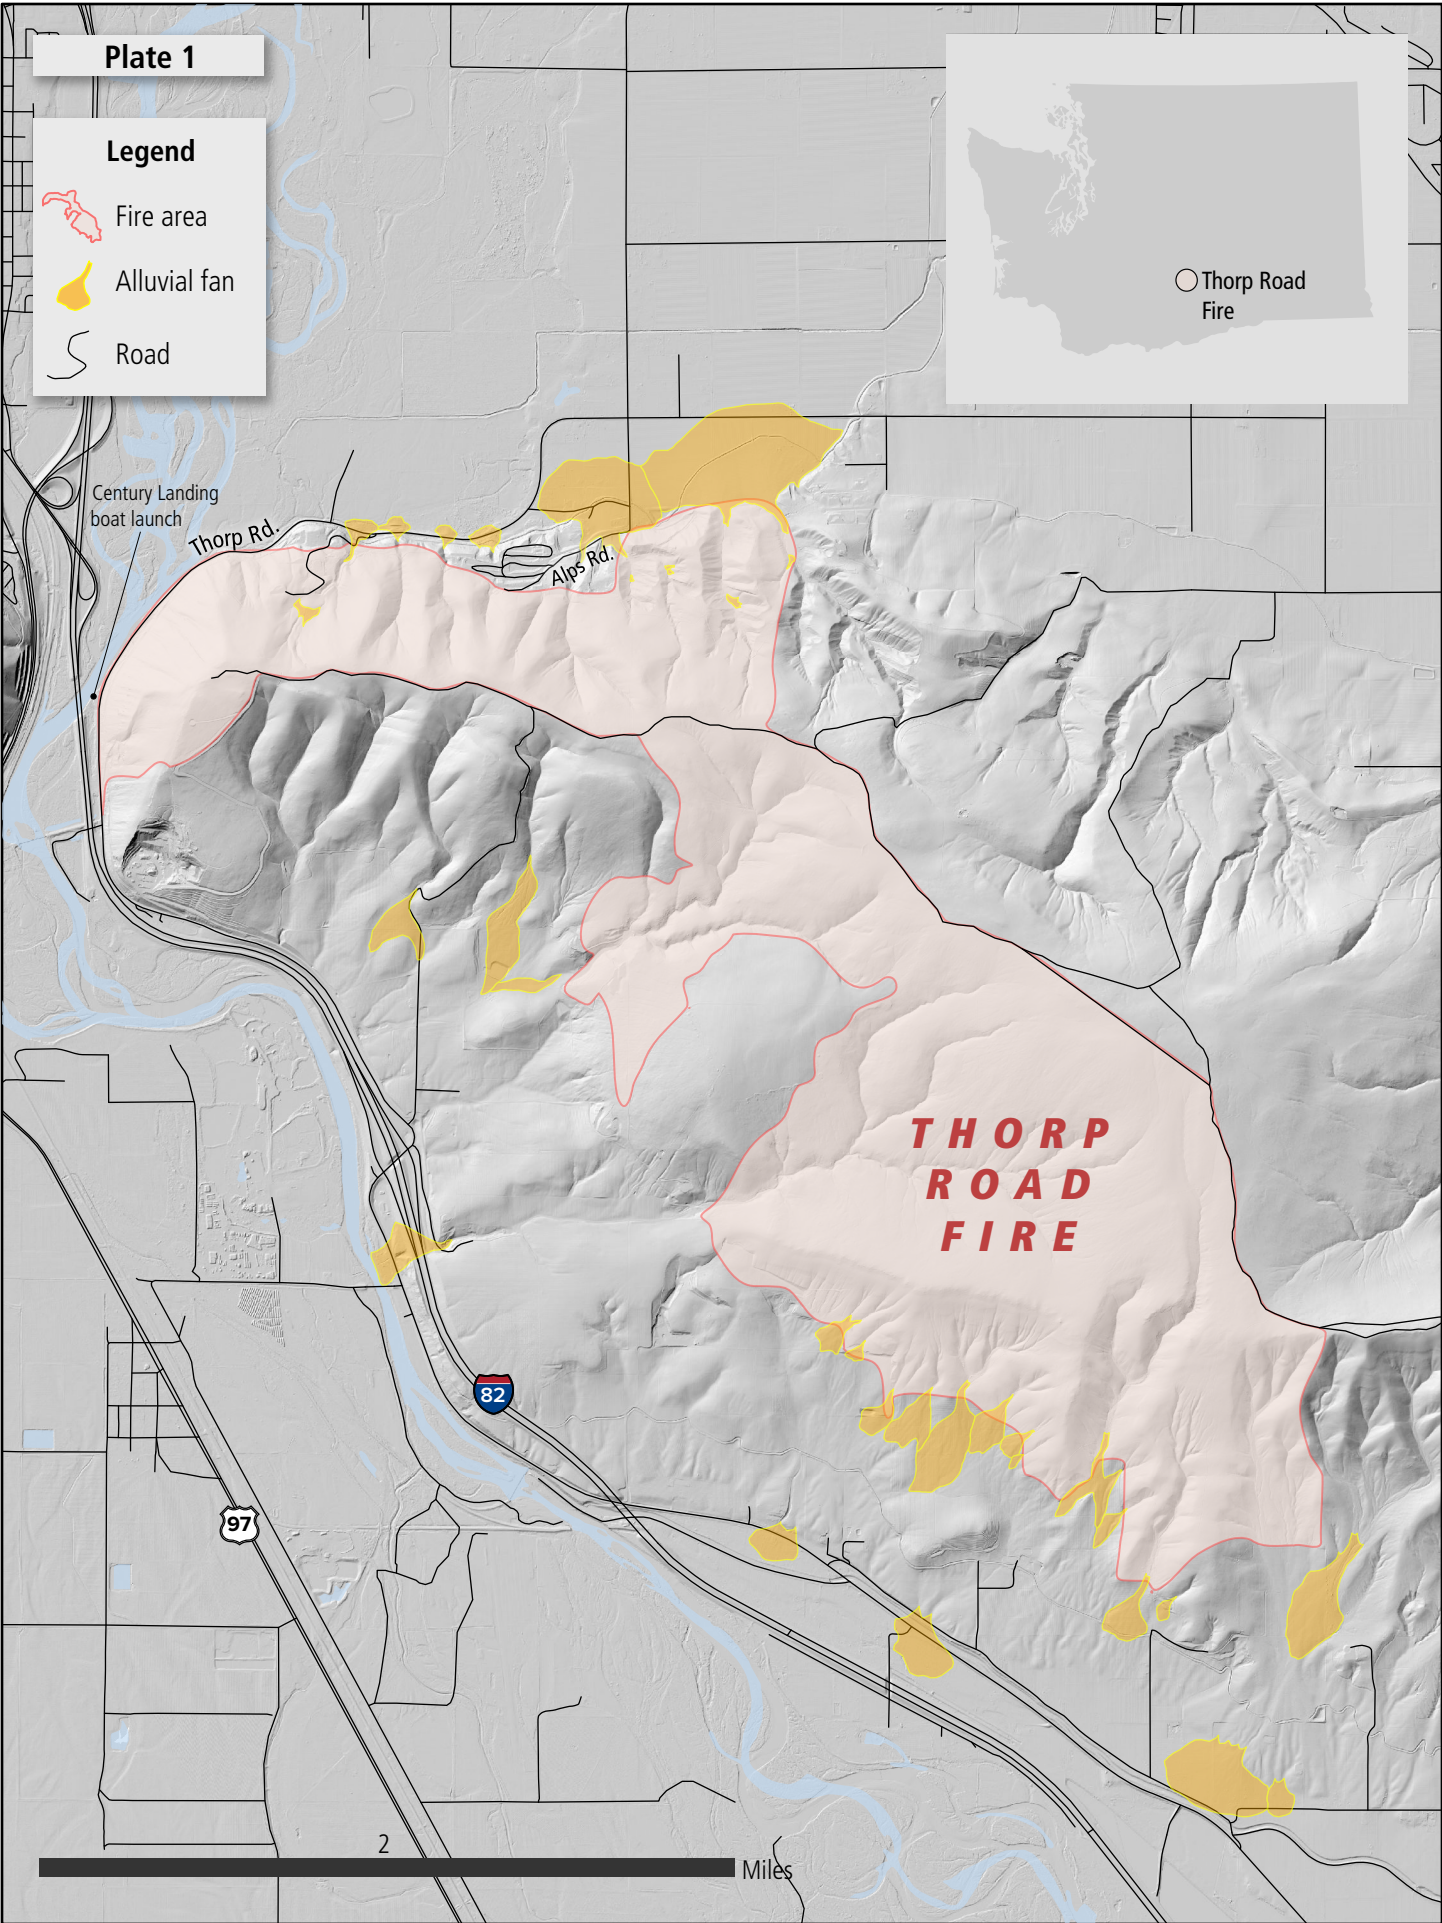 Plate 1
Legend
Fire area
Alluvial fan
Road
Thorp Road
Fire
Century Landing
boat launch
Thorp Rd.
Alps Rd.
THORP
ROAD
FIRE
82
97
2
Miles